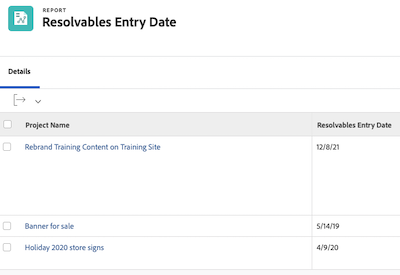 REPORT
Resolvables Entry Date
Details
Project Name Resolvables Entry Date
Rebrand Training Content on Training Site 12/8/21
Banner for sale 5/14/19
Holiday 2020 store signs 4/9/20